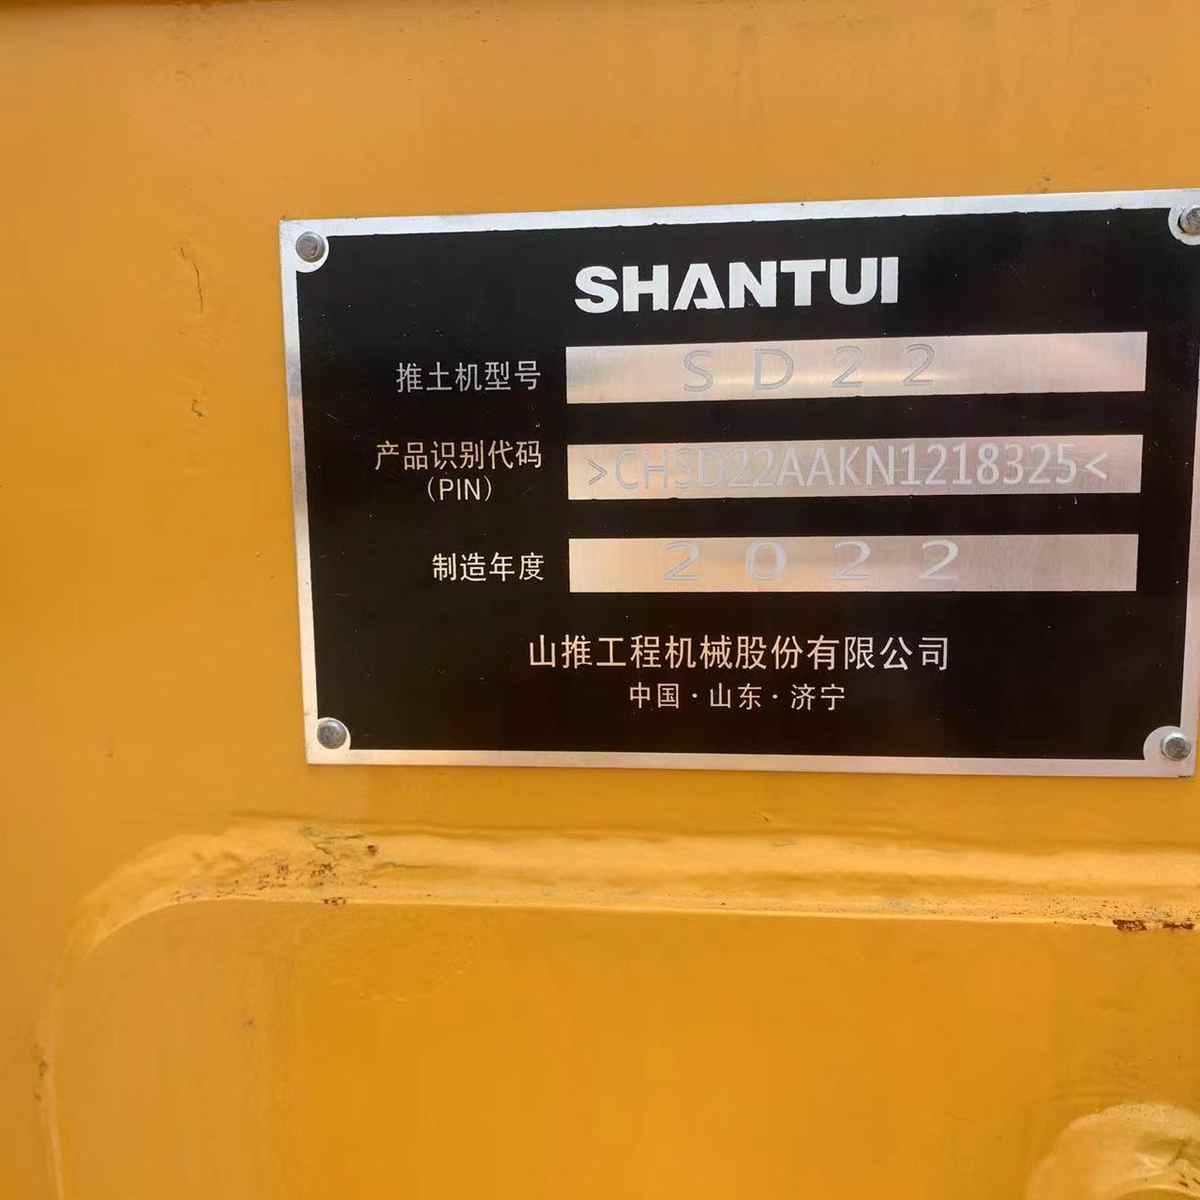 SHANTUI
推土机型号 SD22
产品识别代码 >CHSD22AAKN1218325<
(PIN)
制造年度 2022
山推工程机械股份有限公司
中国·山东·济宁